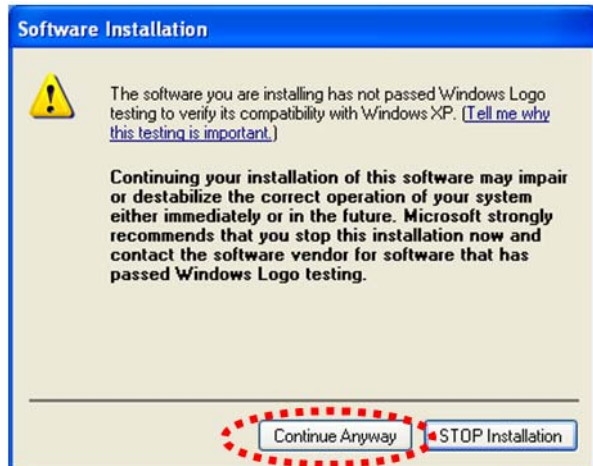 Software Installation
The software you are installing has not passed Windows Logo
testing to verify its compatibility with Windows XP. (Tell me why
this testing is important.)
Continuing your installation of this software may impair
or destabilize the correct operation of your system
either immediately or in the future. Microsoft strongly
recommends that you stop this installation now and
contact the software vendor for software that has
passed Windows Logo testing.
Continue Anyway STOP Installation